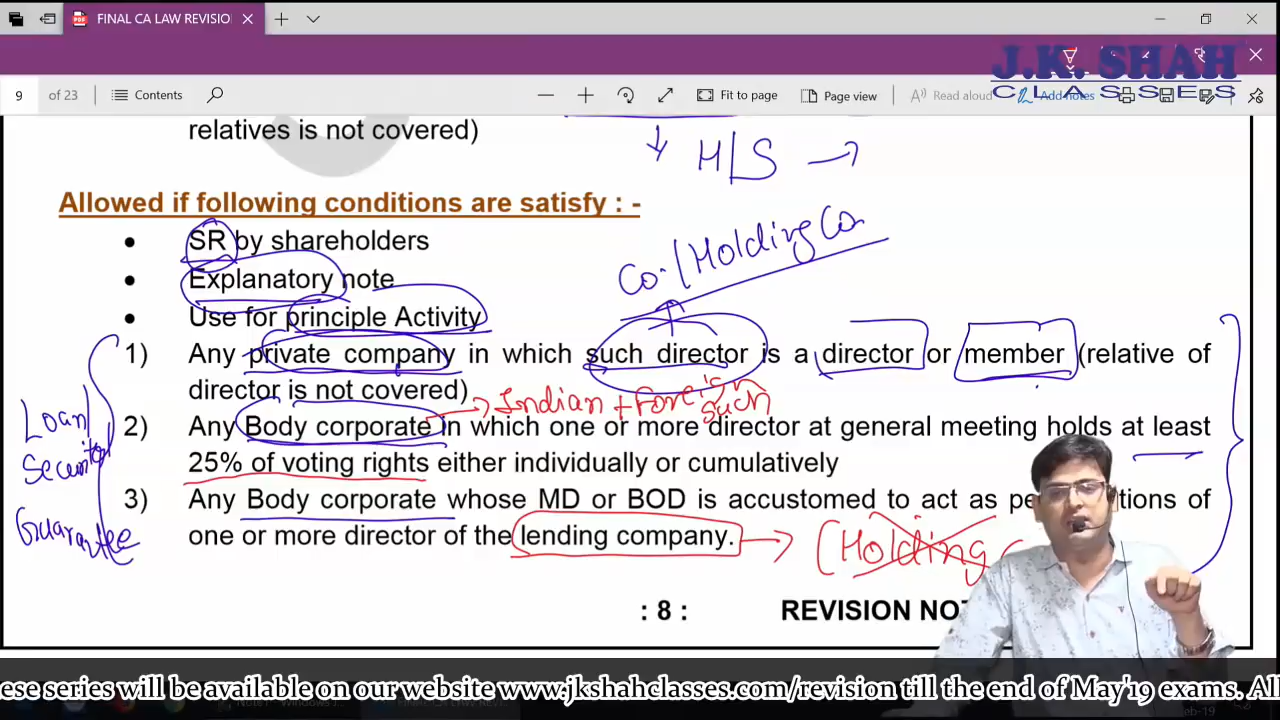 FINAL CA LAW REVISIO
9 of 23
Contents
Fit to page
Page view
Read aloud
Add notes
J.K. SHAH
CLASSES
relatives is not covered)
H/S →
Allowed if following conditions are satisfy : -
• SR by shareholders
Co. / Holding Co.
• Explanatory note
• Use for principle Activity
1) Any private company in which such director is a director or member (relative of
director is not covered)
Indian + Foreign
such
Loan
Security
Guarantee
2) Any Body corporate in which one or more director at general meeting holds at least
25% of voting rights either individually or cumulatively
3) Any Body corporate whose MD or BOD is accustomed to act as pe
tions of
one or more director of the lending company.
(Holding
: 8 :
REVISION NO
ese series will be available on our website www.jkshahclasses.com/revision till the end of May'19 exams. All
eb-19